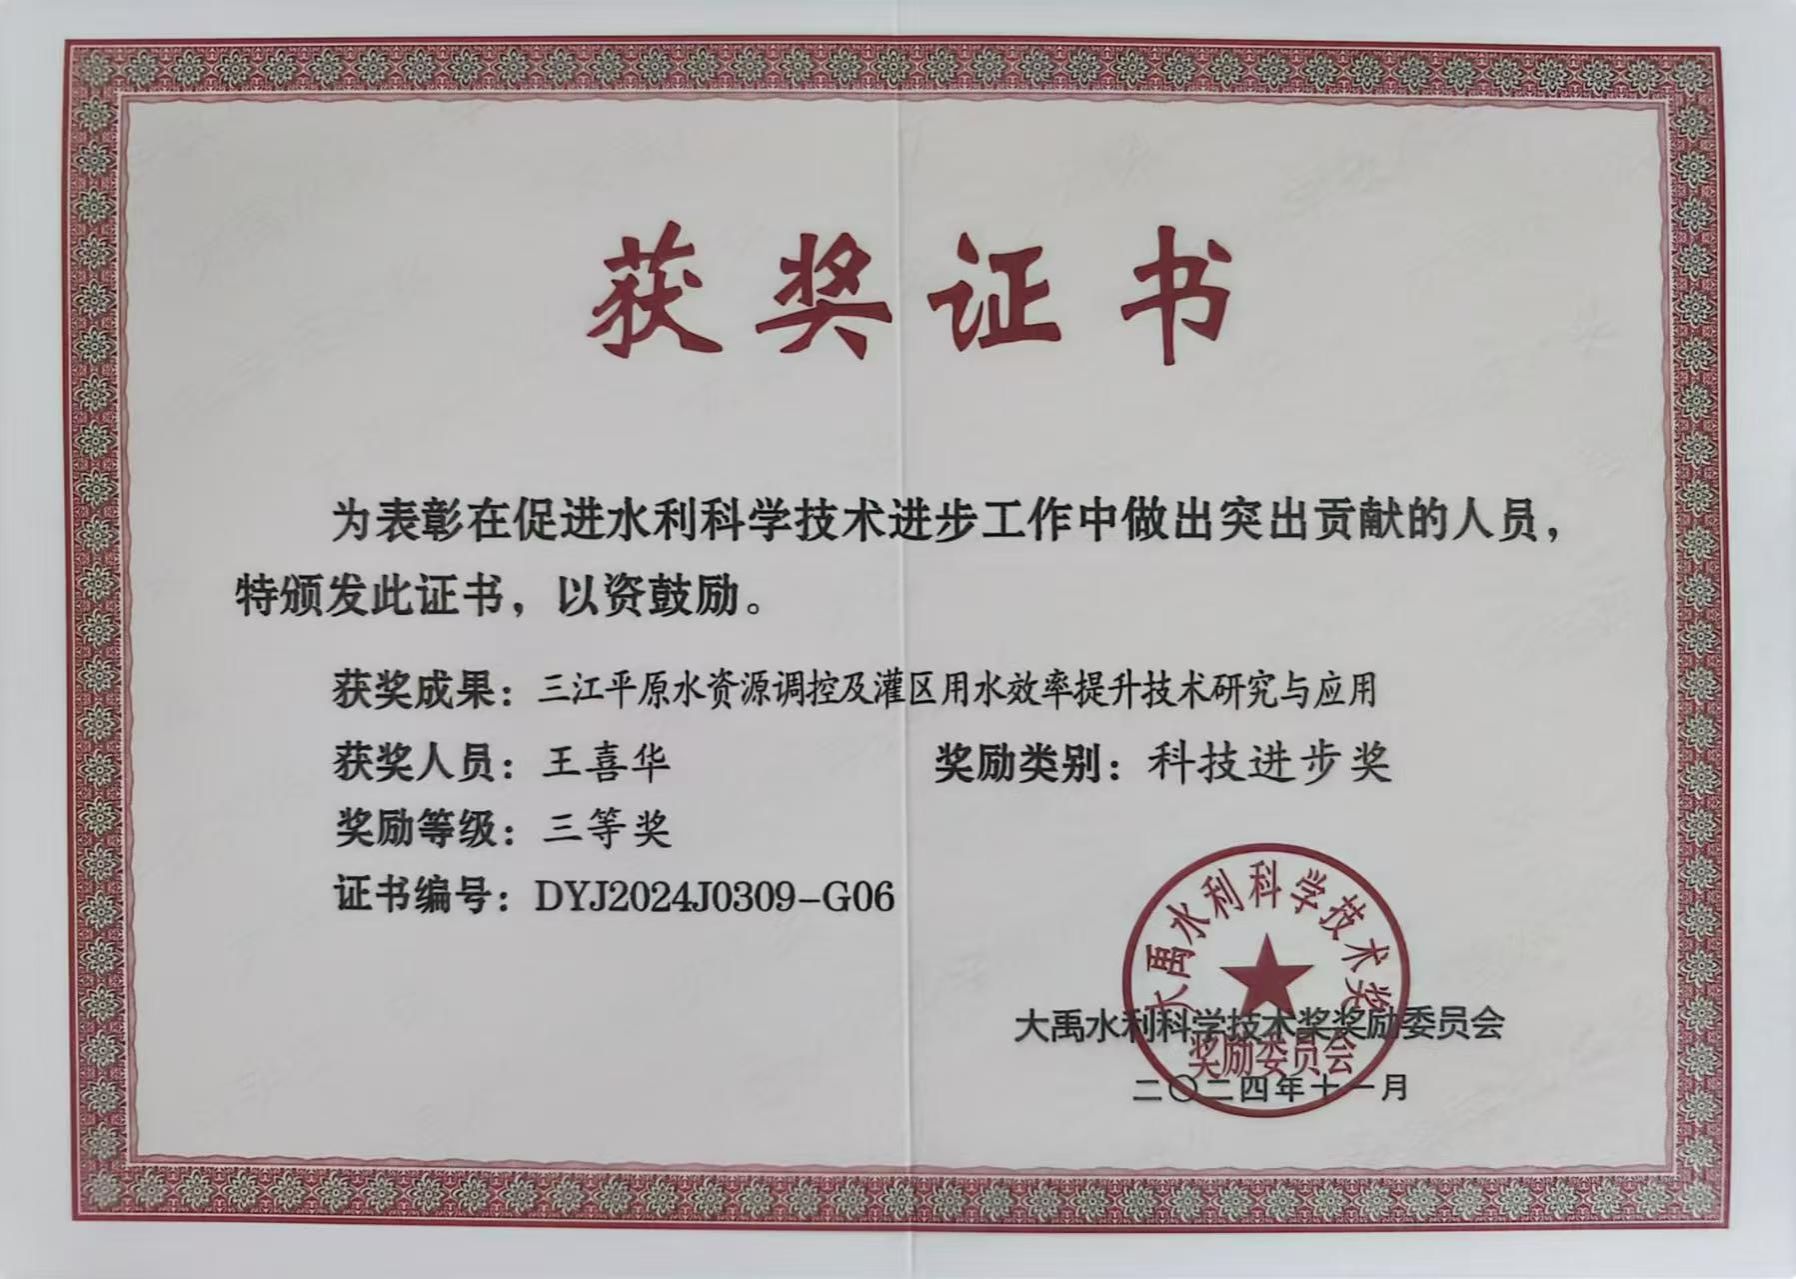 获奖证书
为表彰在促进水利科学技术进步工作中做出突出贡献的人员，
特颁发此证书，以资鼓励。
获奖成果：三江平原水资源调控及灌区用水效率提升技术研究与应用
获奖人员：王喜华 奖励类别：科技进步奖
奖励等级：三等奖
证书编号：DYJ2024J0309-G06
大禹水利科学技术奖
大禹水利科学技术奖奖励委员会
奖励委员会
二〇二四年十一月